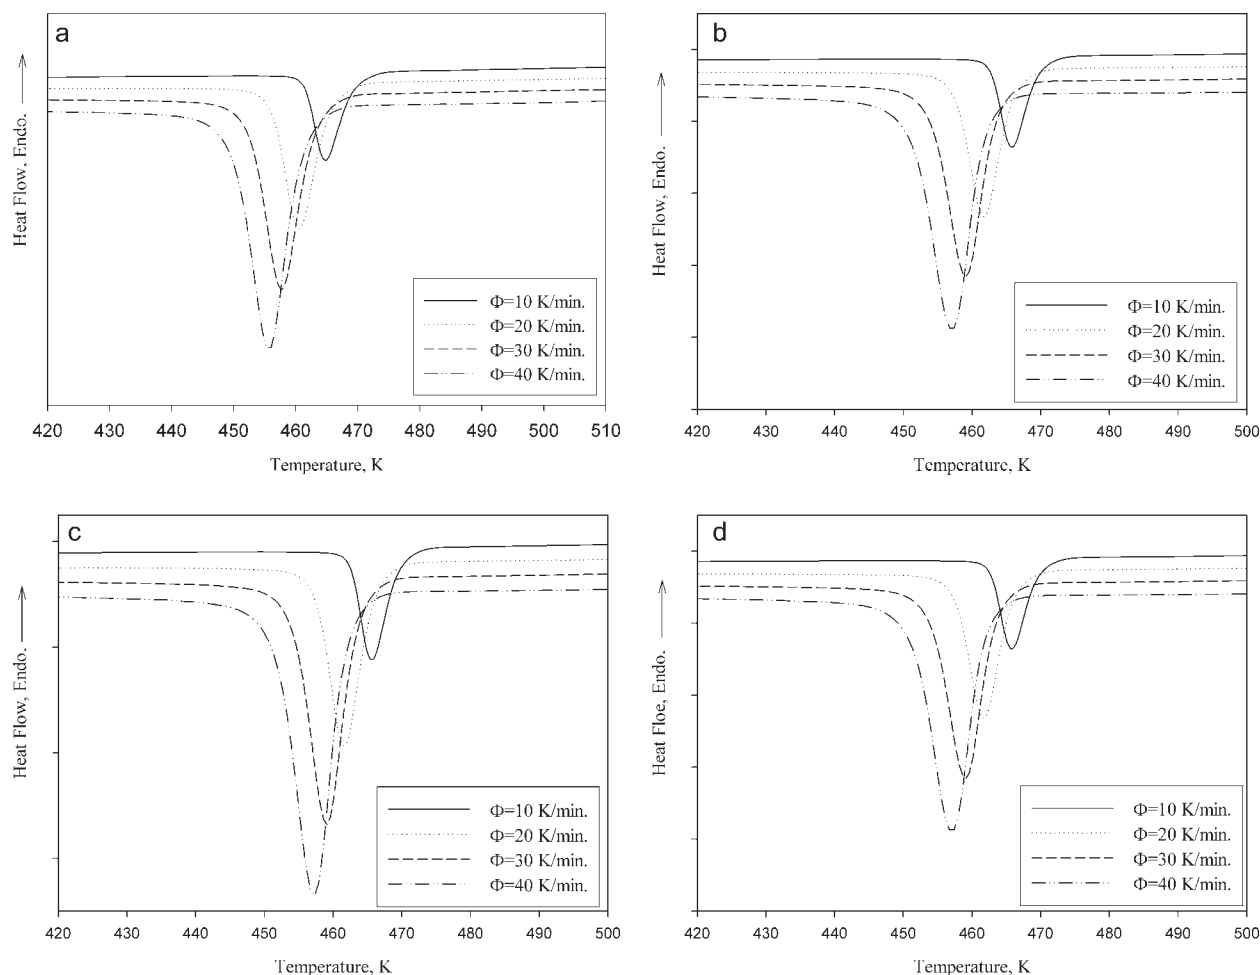 a
Heat Flow, Endo.
Φ=10 K/min.
Φ=20 K/min.
Φ=30 K/min.
Φ=40 K/min.
420 430 440 450 460 470 480 490 500 510
Temperature, K
b
Heat Flow, Endo.
Φ=10 K/min.
Φ=20 K/min.
Φ=30 K/min.
Φ=40 K/min.
420 430 440 450 460 470 480 490 500
Temperature, K
c
Heat Flow, Endo.
Φ=10 K/min.
Φ=20 K/min.
Φ=30 K/min.
Φ=40 K/min.
420 430 440 450 460 470 480 490 500
Temperature, K
d
Heat Floe, Endo.
Φ=10 K/min.
Φ=20 K/min.
Φ=30 K/min.
Φ=40 K/min.
420 430 440 450 460 470 480 490 500
Temperature, K